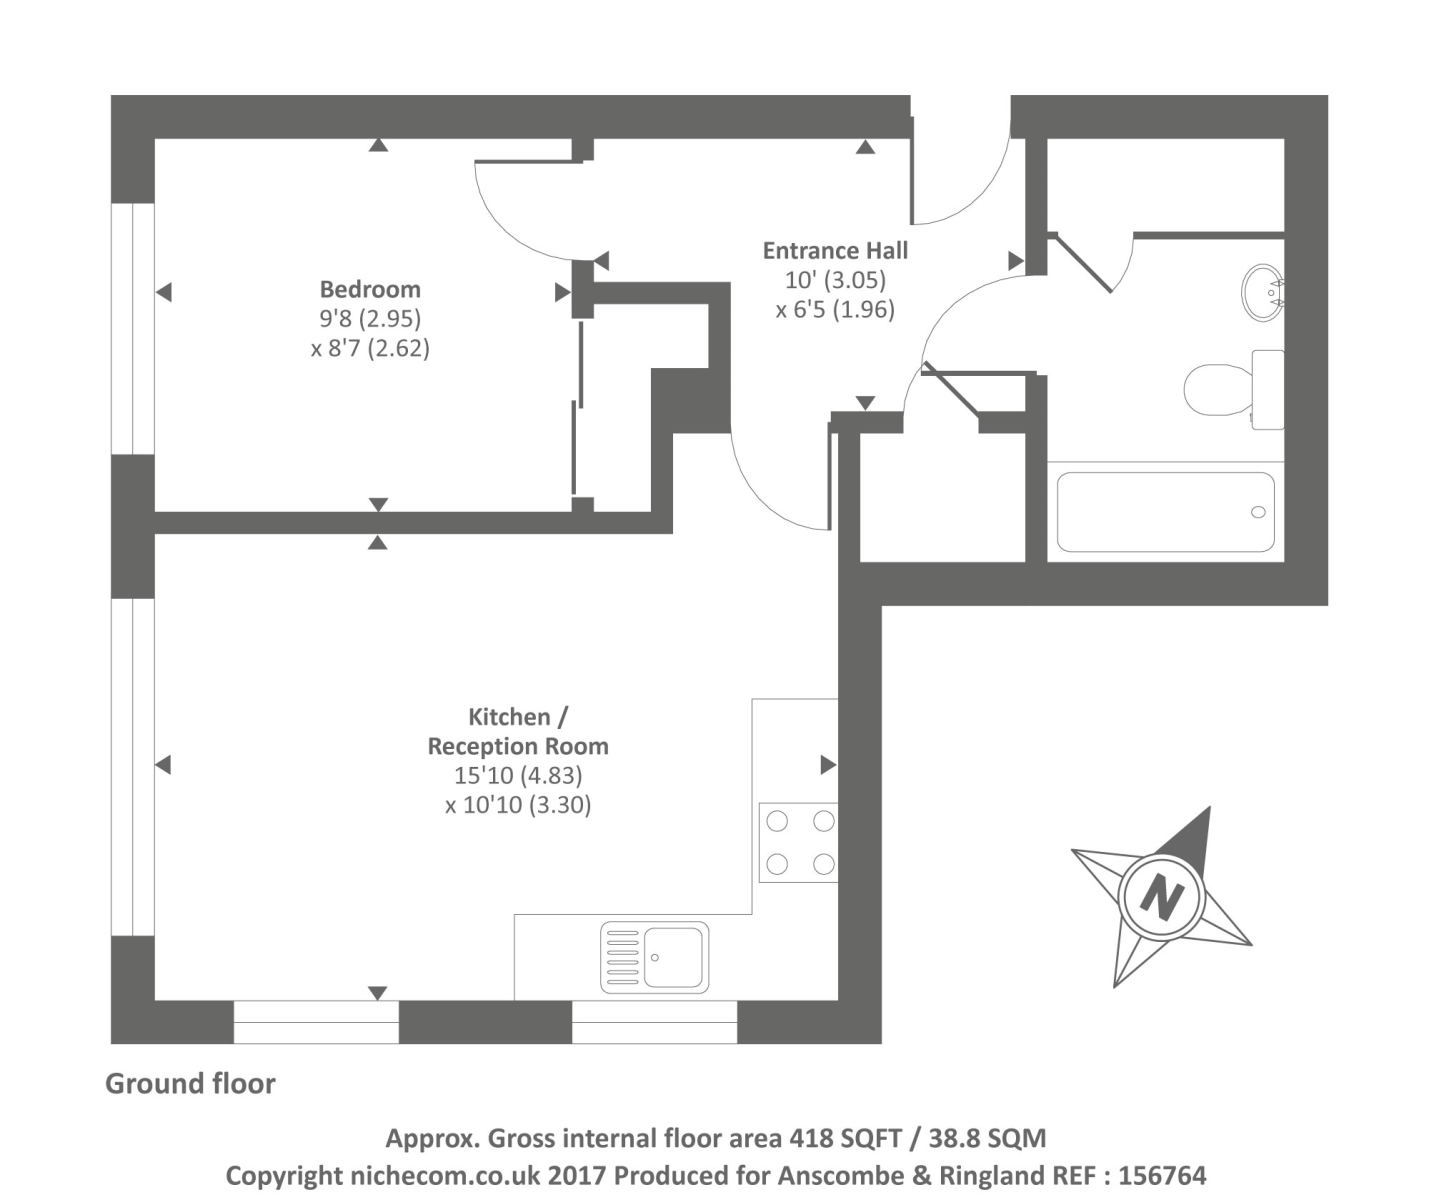 Entrance Hall
10' (3.05)
x 6'5 (1.96)
Bedroom
9'8 (2.95)
x 8'7 (2.62)
Kitchen /
Reception Room
15'10 (4.83)
x 10'10 (3.30)
N
Ground floor
Approx. Gross internal floor area 418 SQFT / 38.8 SQM
Copyright nichecom.co.uk 2017 Produced for Anscombe & Ringland REF : 156764